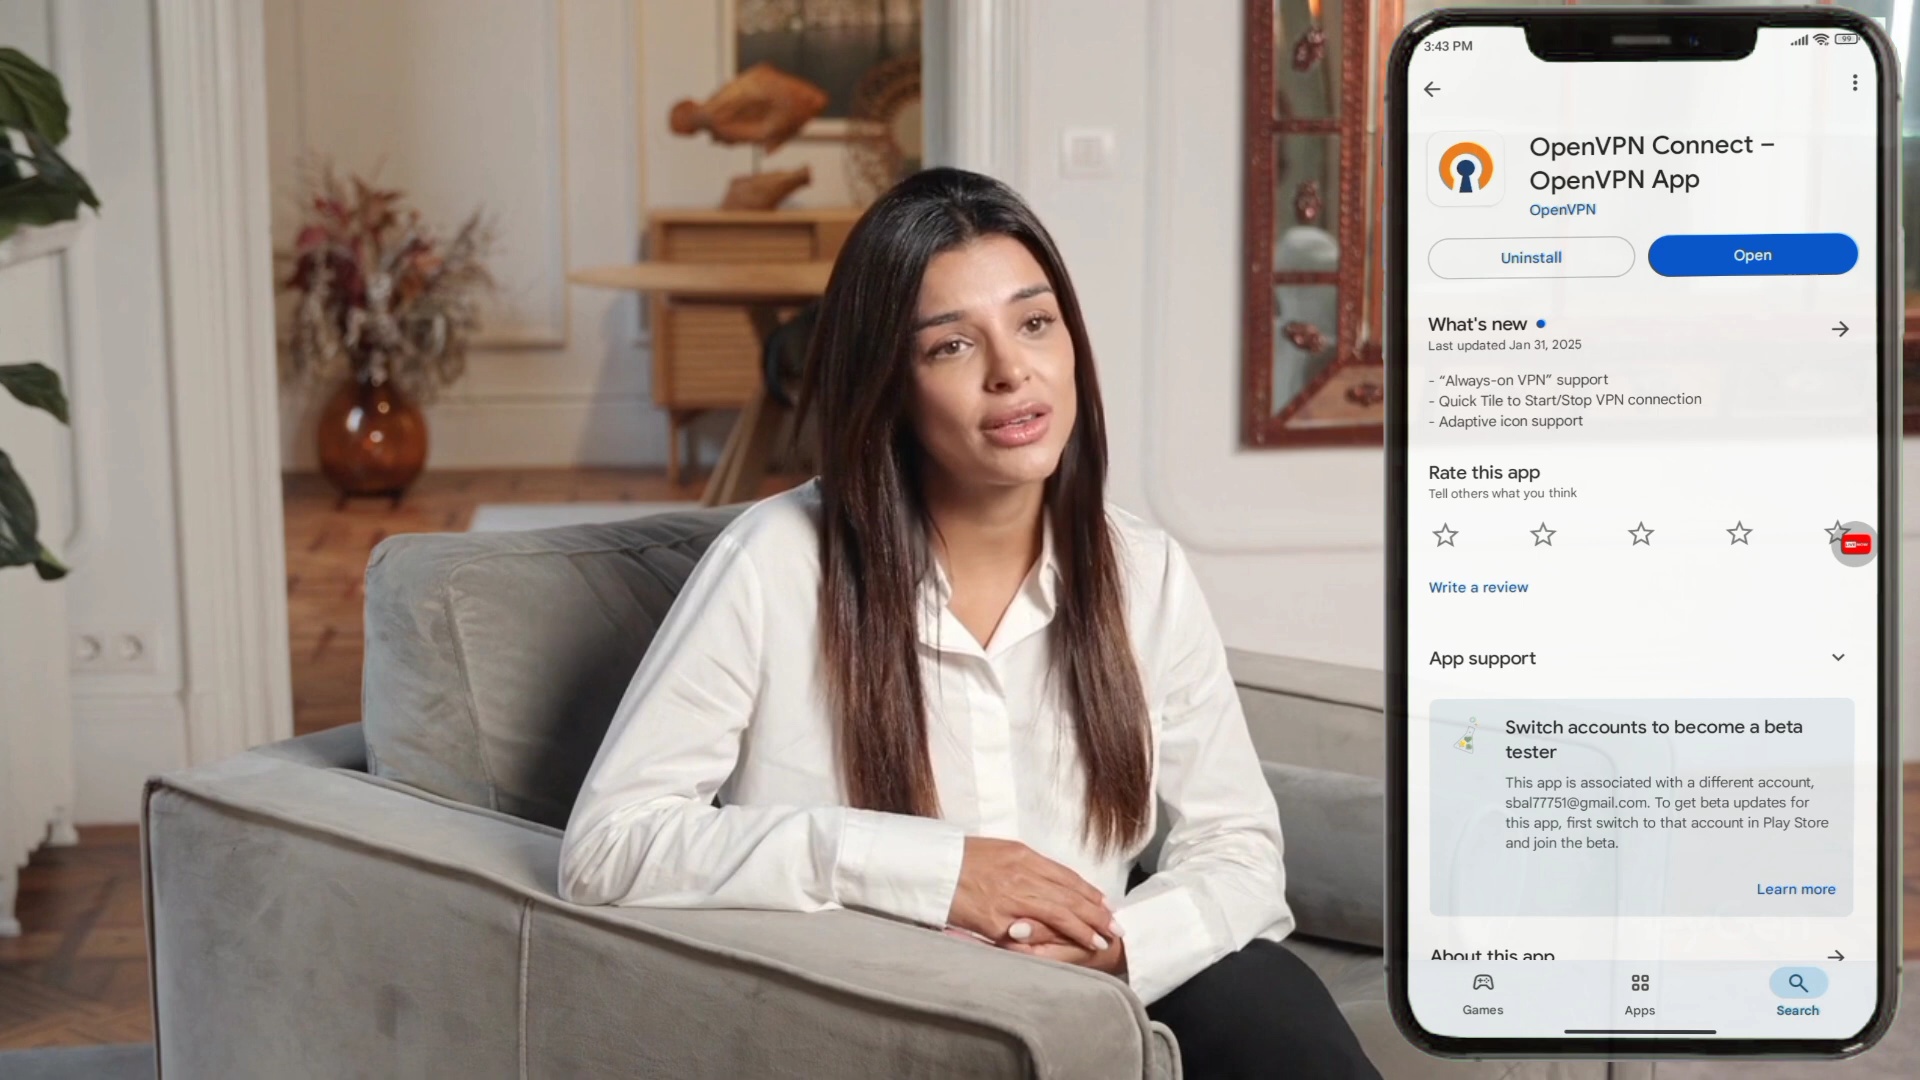 3:43 PM
99
OpenVPN Connect –
OpenVPN App
OpenVPN
Uninstall
Open
What's new
Last updated Jan 31, 2025
- “Always-on VPN” support
- Quick Tile to Start/Stop VPN connection
- Adaptive icon support
Rate this app
Tell others what you think
Write a review
App support
Switch accounts to become a beta
tester
This app is associated with a different account,
sbal77751@gmail.com. To get beta updates for
this app, first switch to that account in Play Store
and join the beta.
Learn more
About this app
Games
Apps
Search